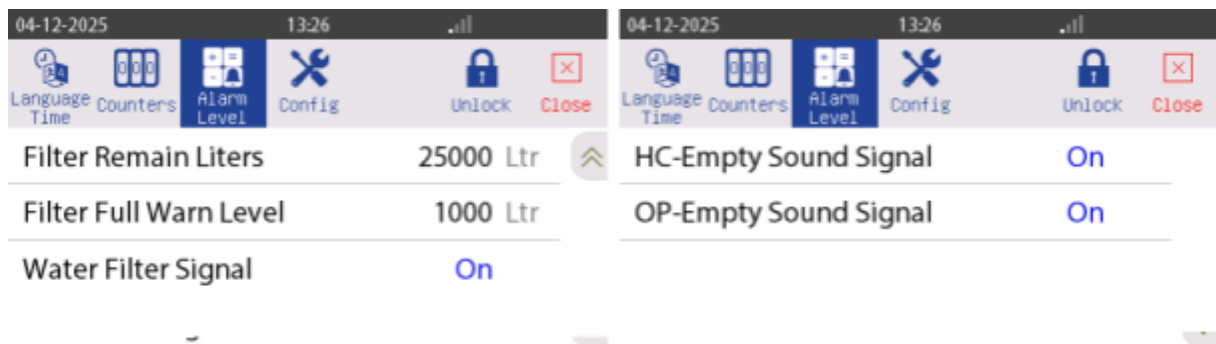 04-12-2025 13:26
Language Time Counters Alarm Level Config Unlock Close
Filter Remain Liters 25000 Ltr
Filter Full Warn Level 1000 Ltr
Water Filter Signal On
04-12-2025 13:26
Language Time Counters Alarm Level Config Unlock Close
HC-Empty Sound Signal On
OP-Empty Sound Signal On